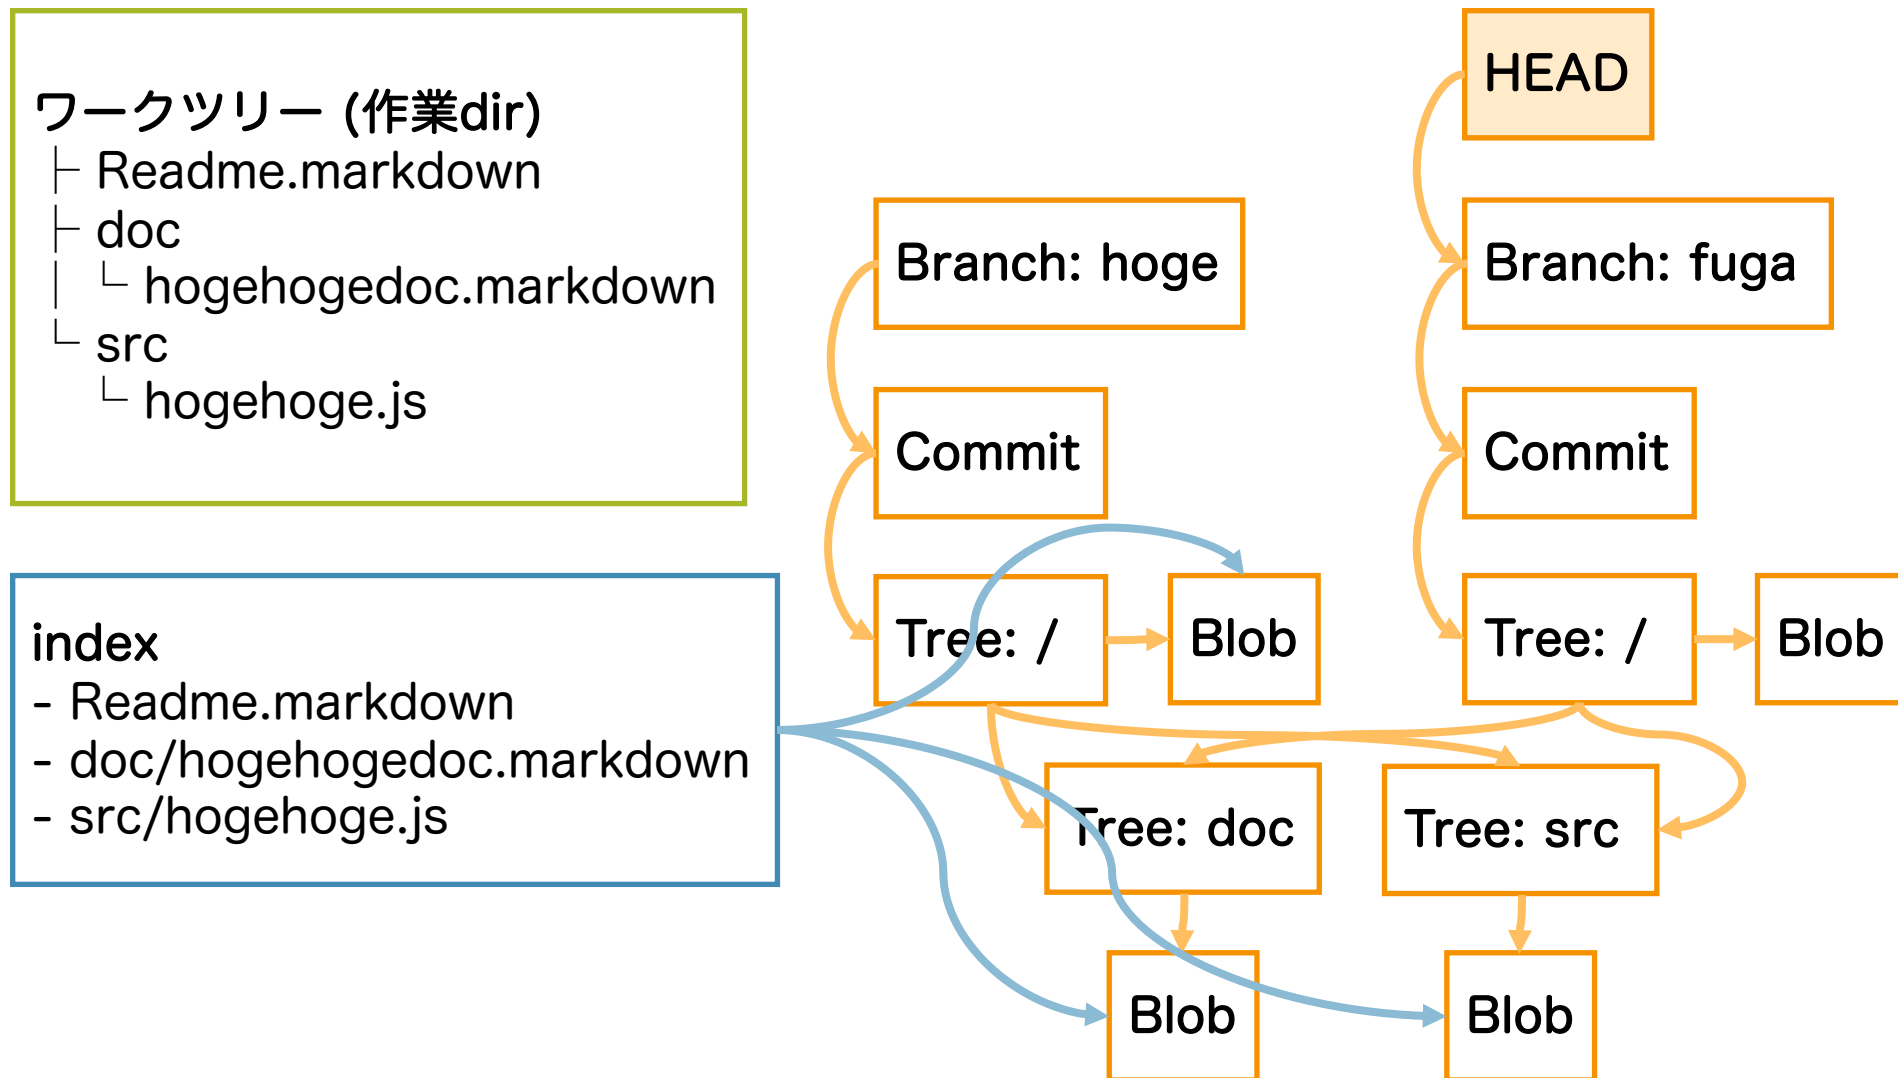 ワークツリー (作業dir)
├ Readme.markdown
├ doc
│ └ hogehogedoc.markdown
└ src
└ hogehoge.js
index
- Readme.markdown
- doc/hogehogedoc.markdown
- src/hogehoge.js
HEAD
Branch: hoge
Branch: fuga
Commit
Commit
Tree: /
Blob
Tree: /
Blob
Tree: doc
Tree: src
Blob
Blob